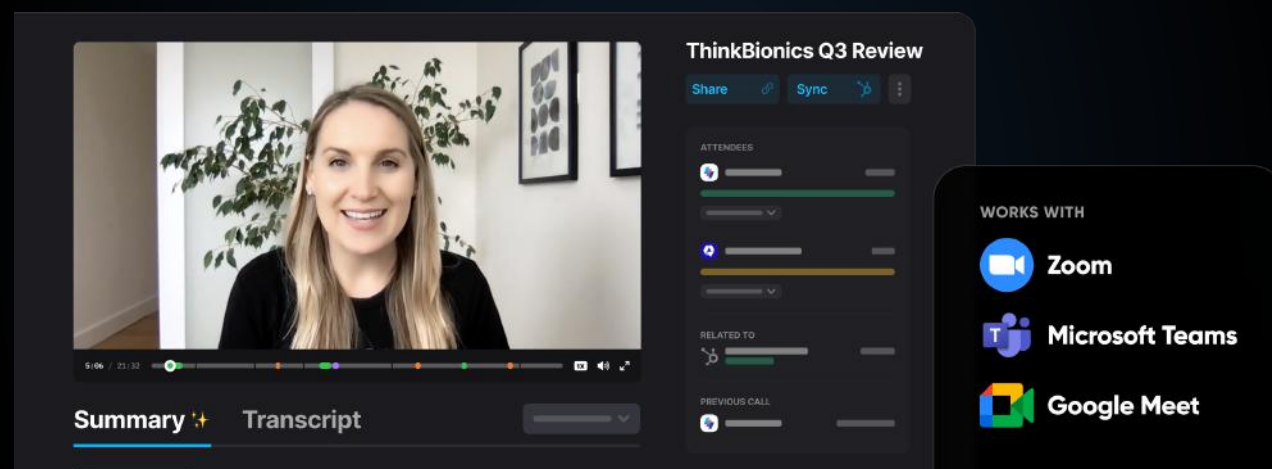 ThinkBionics Q3 Review
Share
Sync
ATTENDEES
RELATED TO
PREVIOUS CALL
5:06 / 21:32
1X
Summary
Transcript
WORKS WITH
Zoom
T
Microsoft Teams
Google Meet